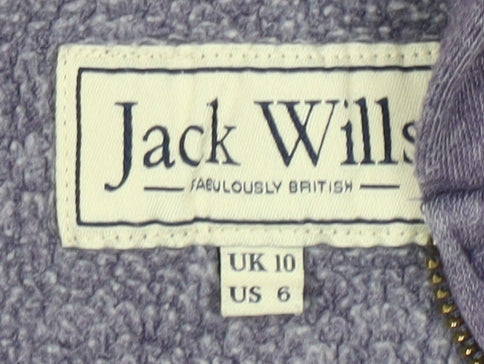 Jack Wills
FABULOUSLY BRITISH
UK 10
US 6